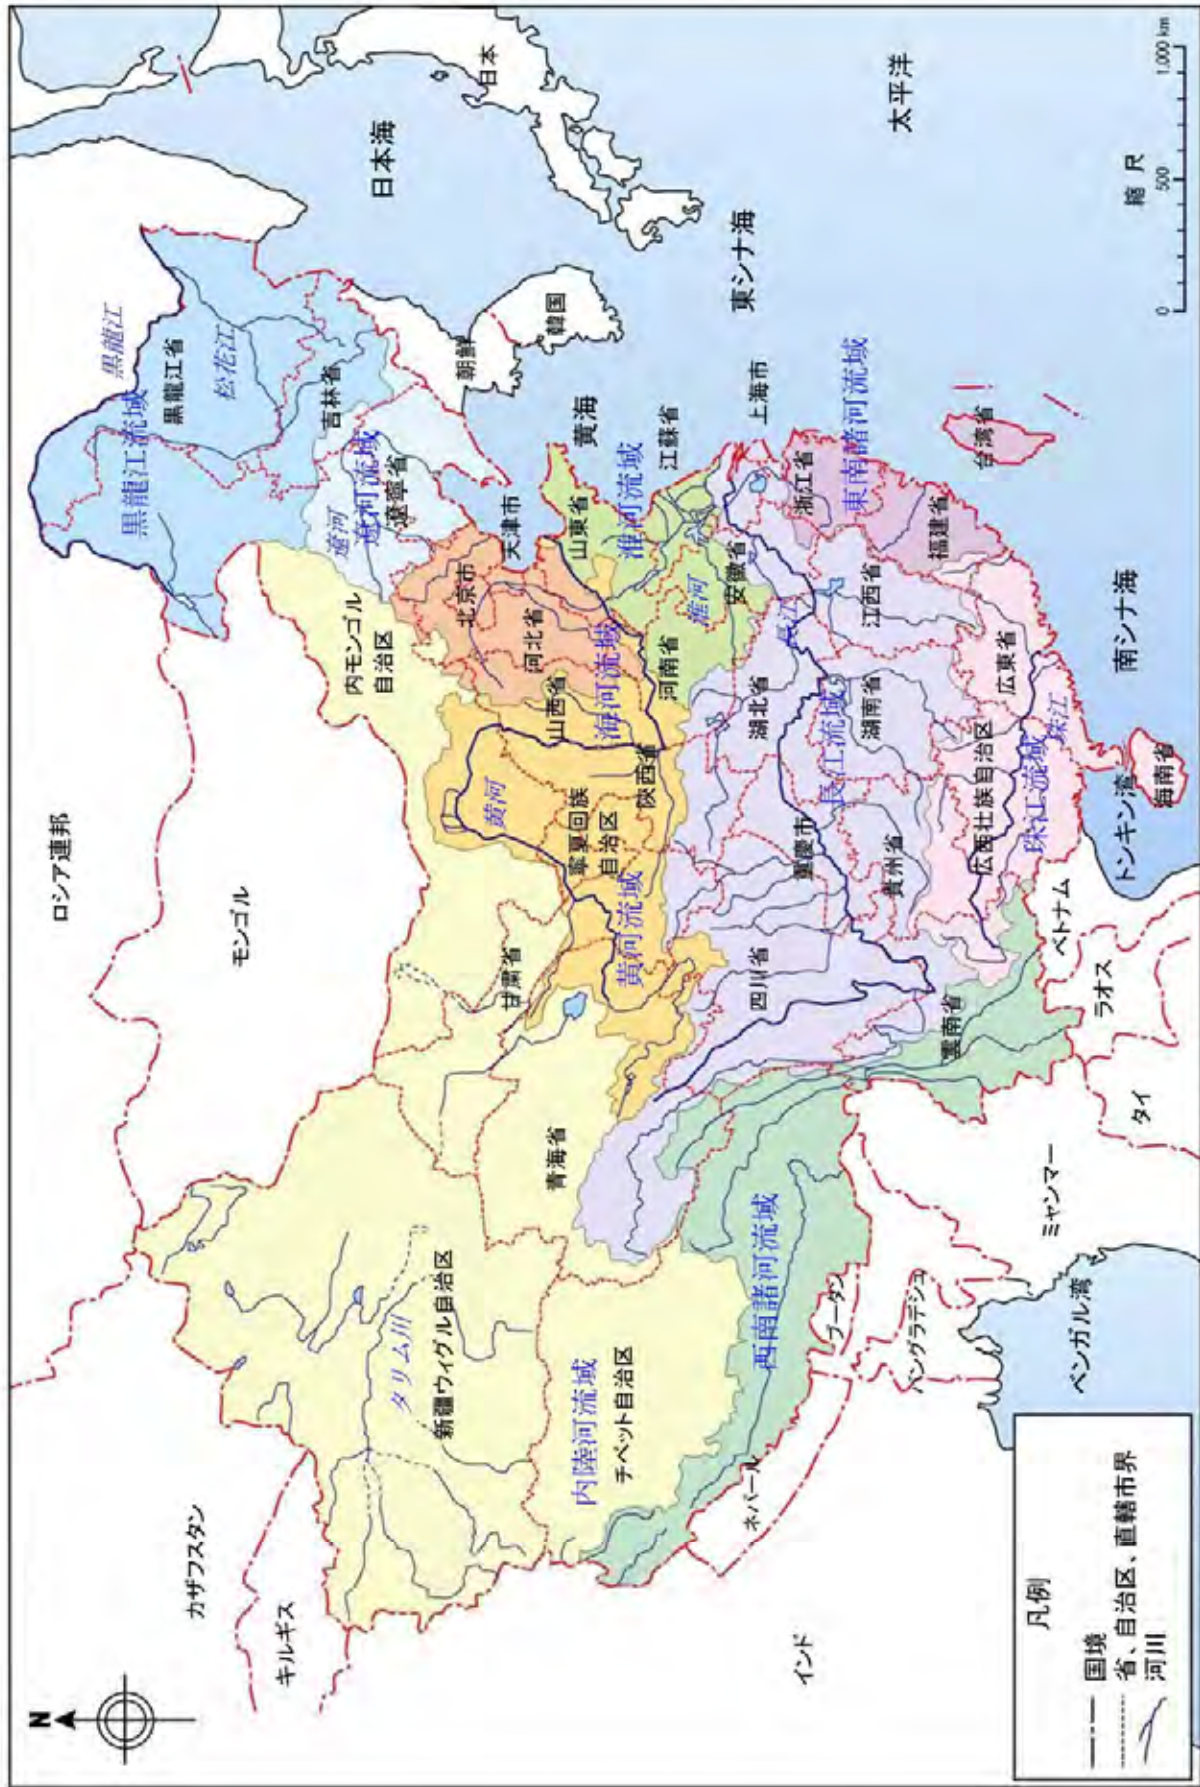 N
ロシア連邦
カザフスタン
キルギス
モンゴル
黒龍江
黒龍江流域
黒龍江省
松花江
吉林省
遼河
遼河流域
遼寧省
内モンゴル
自治区
日本海
日本
朝鮮
韓国
太平洋
北京市
天津市
河北省
山西省
海河流域
山東省
黄海
黄河
寧夏回族
自治区
陝西省
黄河流域
甘粛省
青海省
タリム川
新疆ウィグル自治区
内陸河流域
チベット自治区
河南省
淮河
淮河流域
安徽省
江蘇省
上海市
東シナ海
湖北省
長江
長江流域
重慶市
四川省
浙江省
東南諸河流域
江西省
湖南省
貴州省
福建省
台湾省
雲南省
西南諸河流域
広東省
広西壮族自治区
珠江
珠江流域
海南省
南シナ海
トンキン湾
ベトナム
ラオス
タイ
ミャンマー
ブータン
バングラデシュ
ネパール
インド
ベンガル湾
縮 尺
0 500 1,000 km
凡例
国境
省、自治区、直轄市界
河川